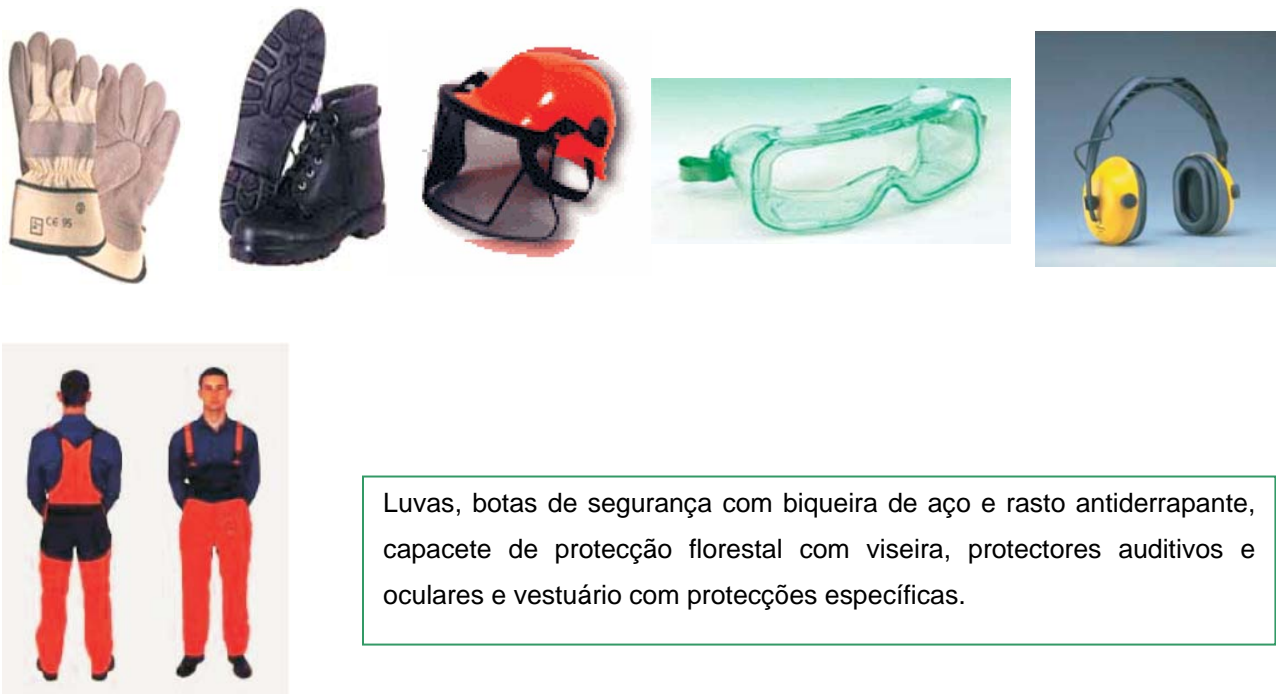 CE 95
Luvas, botas de segurança com biqueira de aço e rasto antiderrapante,
capacete de protecção florestal com viseira, protectores auditivos e
oculares e vestuário com protecções específicas.